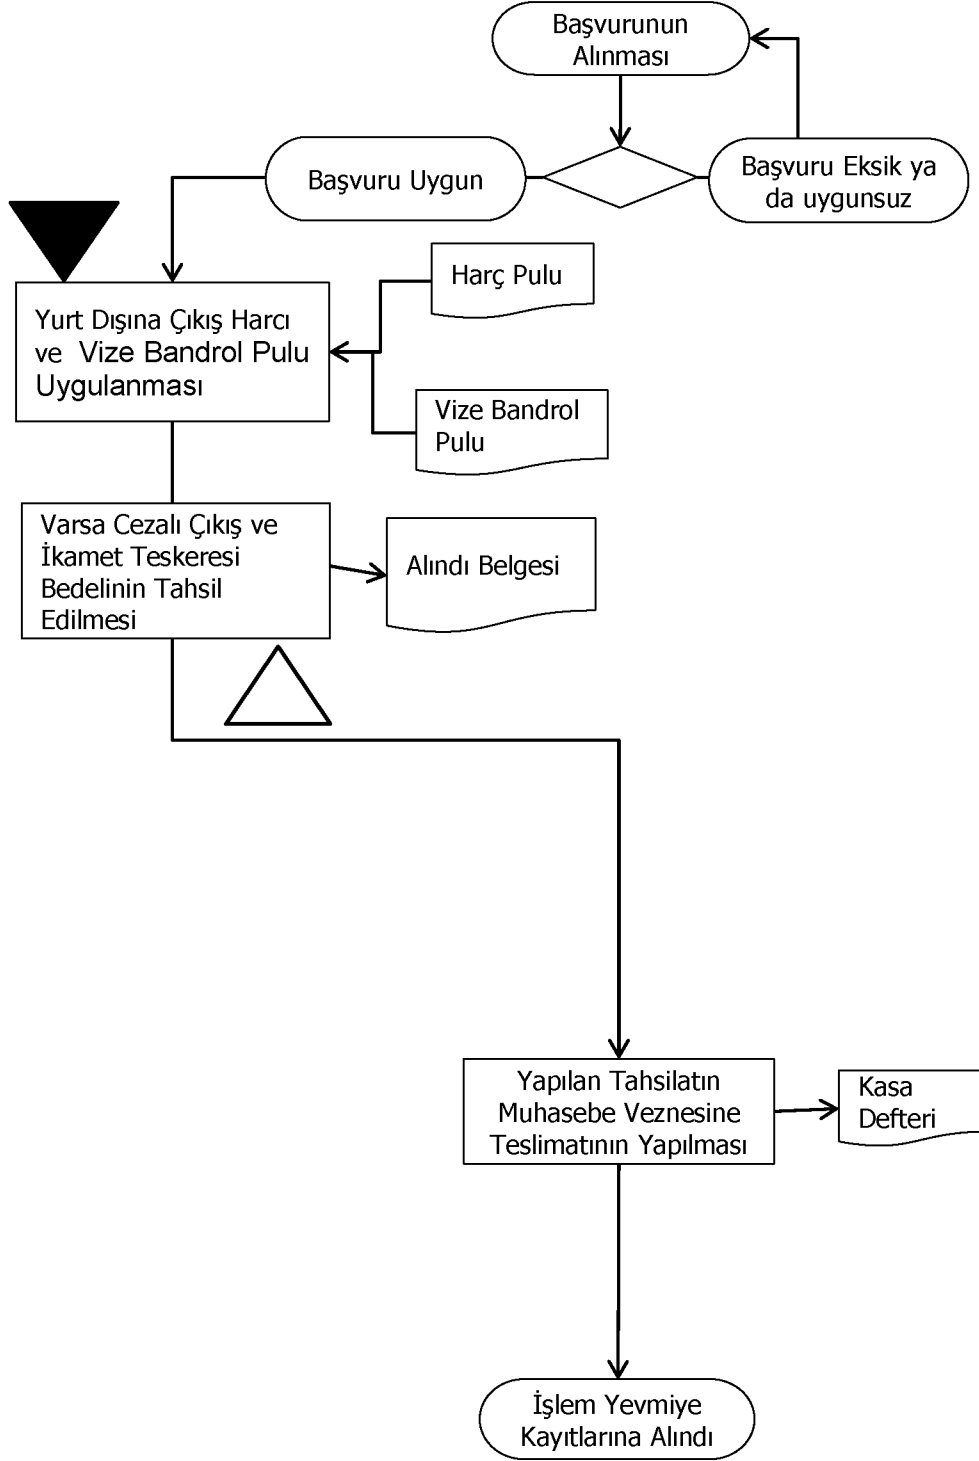 Başvurunun
Alınması
Başvuru Uygun
Başvuru Eksik ya
da uygunsuz
Harç Pulu
Yurt Dışına Çıkış Harcı
ve Vize Bandrol Pulu
Uygulanması
Vize Bandrol
Pulu
Varsa Cezalı Çıkış ve
İkamet Teskeresi
Bedelinin Tahsil
Edilmesi
Alındı Belgesi
Yapılan Tahsilatın
Muhasebe Veznesine
Teslimatının Yapılması
Kasa
Defteri
İşlem Yevmiye
Kayıtlarına Alındı